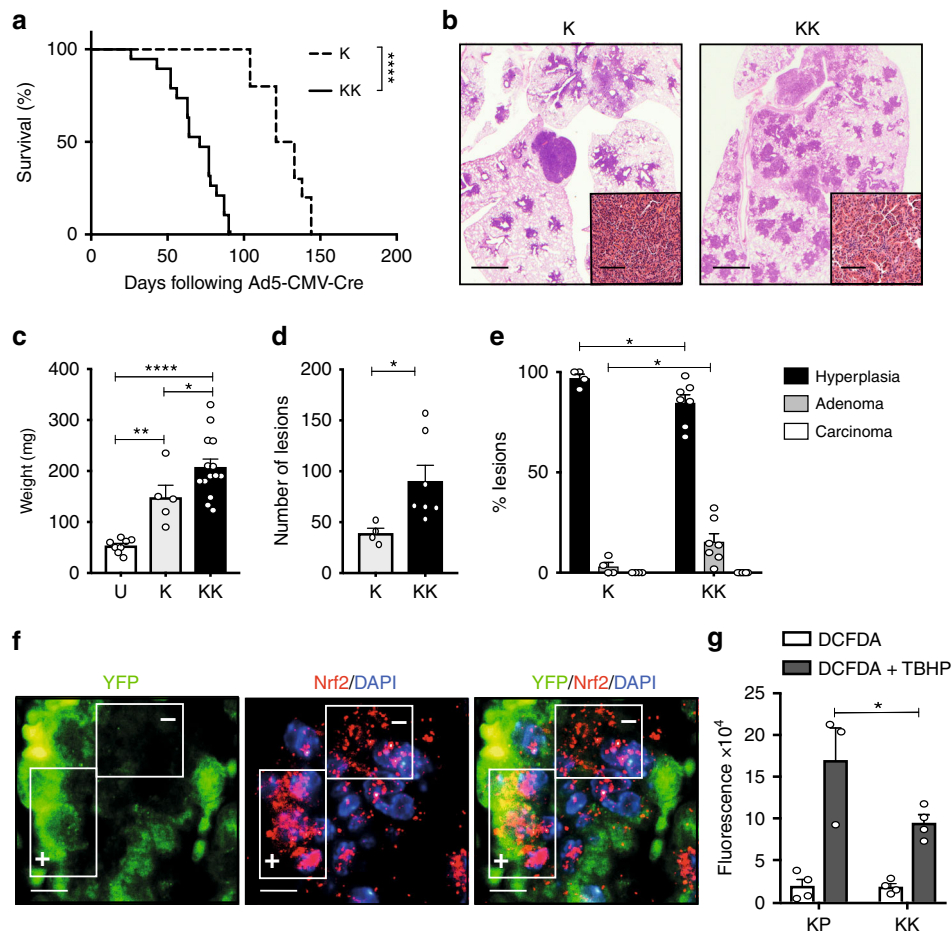 a
100
50
0
Survival (%)
0 50 100 150 200
Days following Ad5-CMV-Cre
K
KK
****
b
K KK
c
400
300
200
100
0
Weight (mg)
****
*
**
U K KK
d
200
150
100
50
0
Number of lesions
*
K KK
e
100
50
0
% lesions
*
*
K KK
Hyperplasia
Adenoma
Carcinoma
f
YFP Nrf2/DAPI YFP/Nrf2/DAPI
− − −
+ + +
g
DCFDA
DCFDA + TBHP
25
20
15
10
5
0
Fluorescence ×10⁴
*
KP KK